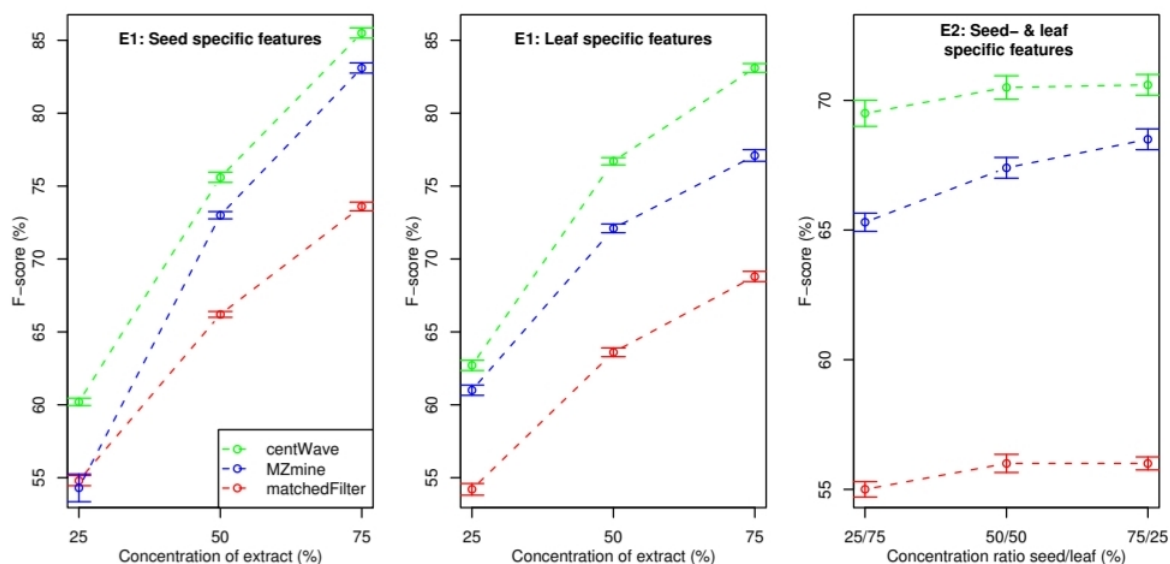 E1: Seed specific features
F−score (%)
85
80
75
70
65
60
55
25
50
75
Concentration of extract (%)
centWave
MZmine
matchedFilter
E1: Leaf specific features
F−score (%)
85
80
75
70
65
60
55
25
50
75
Concentration of extract (%)
E2: Seed− & leaf
specific features
F−score (%)
70
65
60
55
25/75
50/50
75/25
Concentration ratio seed/leaf (%)